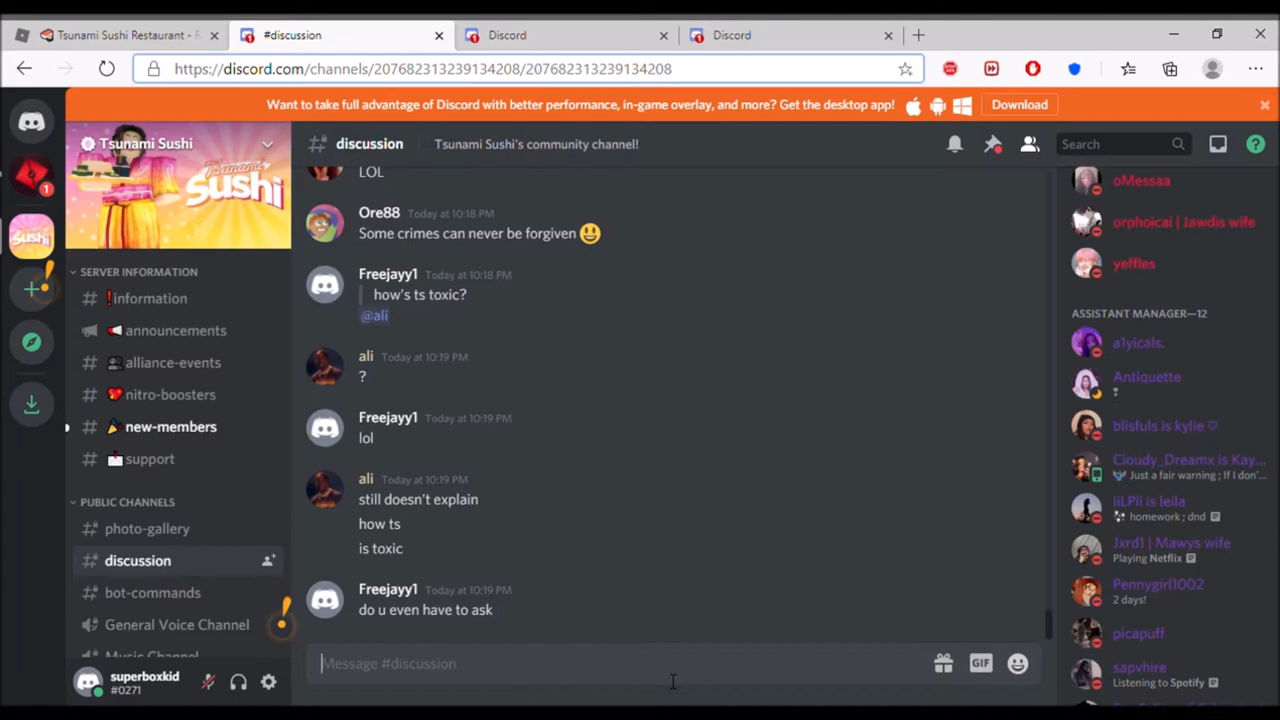 Tsunami Sushi Restaurant - R
#discussion
Discord
Discord
https://discord.com/channels/207682313239134208/207682313239134208
Want to take full advantage of Discord with better performance, in-game overlay, and more? Get the desktop app!
Download
Tsunami Sushi
Tsunami
Sushi
1
Sushi
SERVER INFORMATION
# information
announcements
# alliance-events
# nitro-boosters
# new-members
# support
PUBLIC CHANNELS
# photo-gallery
# discussion
# bot-commands
General Voice Channel
Music Channel
superboxkid
#0271
# discussion
Tsunami Sushi's community channel!
Search
LOL
Ore88 Today at 10:18 PM
Some crimes can never be forgiven 😃
Freejayy1 Today at 10:18 PM
how's ts toxic?
@ali
ali Today at 10:19 PM
?
Freejayy1 Today at 10:19 PM
lol
ali Today at 10:19 PM
still doesn't explain
how ts
is toxic
Freejayy1 Today at 10:19 PM
do u even have to ask
Message #discussion
GIF
oMessaa
orphoicai | Jawdis wife
yeffles
ASSISTANT MANAGER—12
a1yicals.
Antiquette
blisfuls is kylie ♡
Cloudy_Dreamx is Kay...
Just a fair warning ; If I don'...
liLPil is leila
homework ; dnd
Jxrd1 | Mawys wife
Playing Netflix
Pennygirl1002
2 days!
picapuff
sapvhire
Listening to Spotify